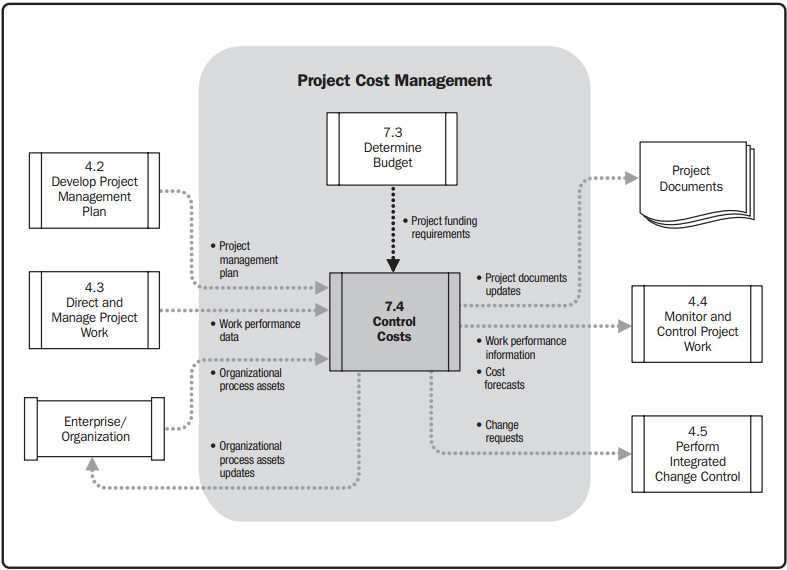 Project Cost Management
7.3
Determine
Budget
4.2
Develop Project
Management
Plan
Project
Documents
• Project funding
requirements
• Project
management
plan
4.3
Direct and
Manage Project
Work
7.4
Control
Costs
• Project documents
updates
4.4
Monitor and
Control Project
Work
• Work performance
data
• Work performance
information
• Cost
forecasts
• Organizational
process assets
Enterprise/
Organization
• Change
requests
4.5
Perform
Integrated
Change Control
• Organizational
process assets
updates